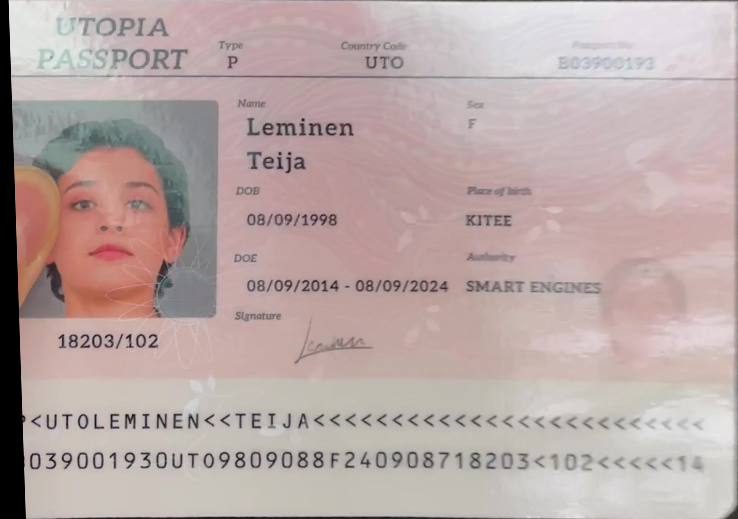 UTOPIA
PASSPORT
Type
P
Country Code
UTO
Passport No.
B03900193
Name
Leminen
Teija
Sex
F
DOB
08/09/1998
Place of birth
KITEE
DOE
08/09/2014 - 08/09/2024
Authority
SMART ENGINES
Signature
Leminen
18203/102
P<UTOLEMINEN<<TEIJA<<<<<<<<<<<<<<<<<<<<<<<<<
B039001930UTO9809088F240908718203<102<<<<<14